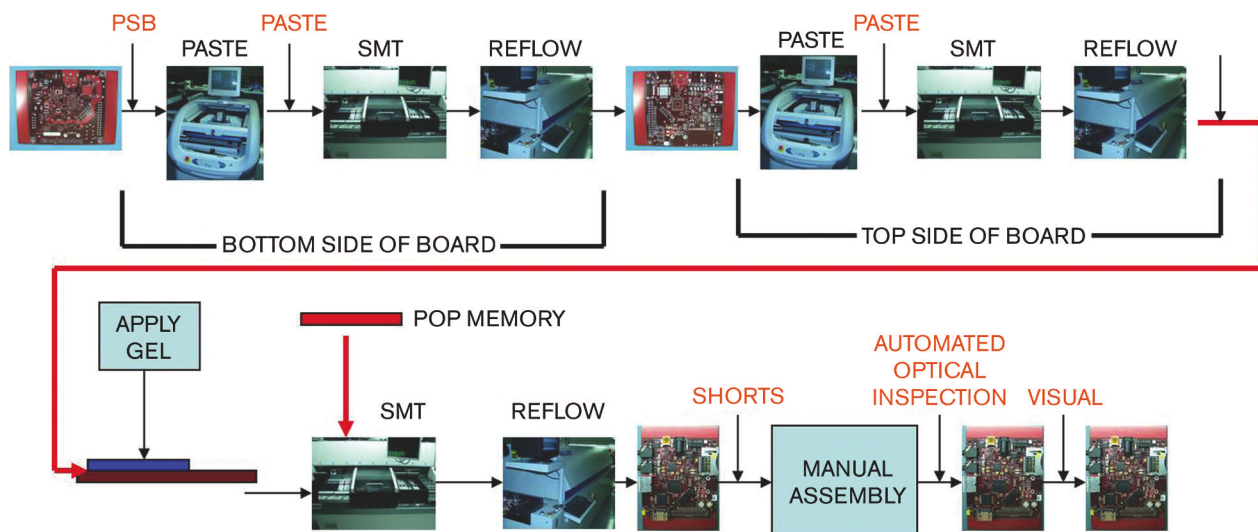 PSB
PASTE
PASTE
SMT
REFLOW
PASTE
PASTE
SMT
REFLOW
BOTTOM SIDE OF BOARD
TOP SIDE OF BOARD
APPLY
GEL
POP MEMORY
SMT
REFLOW
SHORTS
MANUAL
ASSEMBLY
AUTOMATED
OPTICAL
INSPECTION
VISUAL